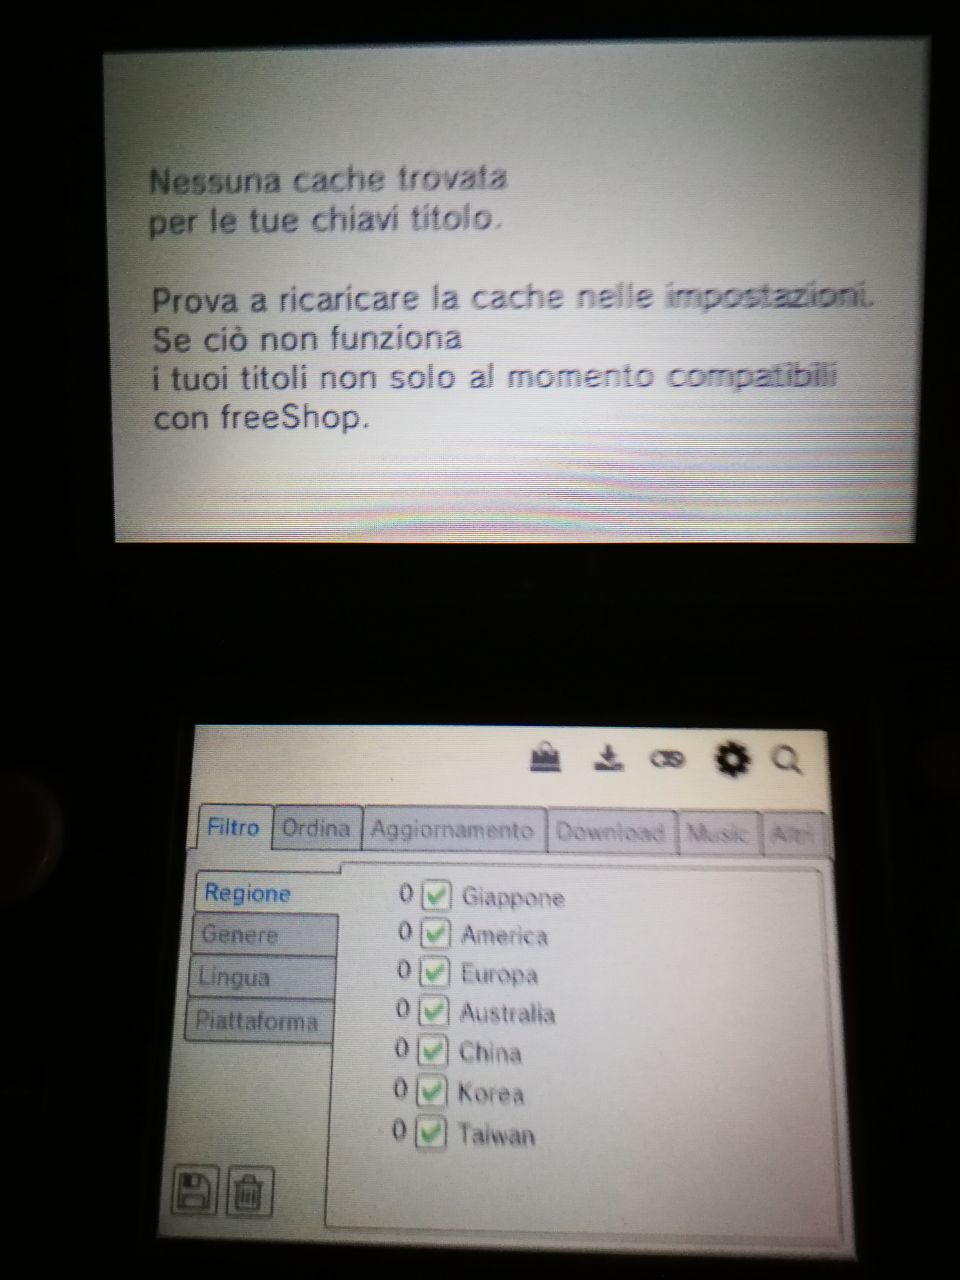 Nessuna cache trovata
per le tue chiavi titolo.
Prova a ricaricare la cache nelle impostazioni.
Se ciò non funziona
i tuoi titoli non solo al momento compatibili
con freeShop.
Filtro Ordina Aggiornamento Download Music Altri
Regione
Genere
Lingua
Piattaforma
0 Giappone
0 America
0 Europa
0 Australia
0 China
0 Korea
0 Taiwan